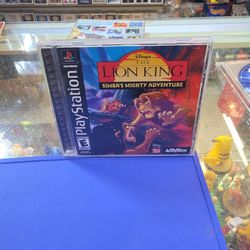 PlayStation
Disney's
THE
LION KING
SIMBA'S MIGHTY ADVENTURE
E
ACTIVISION